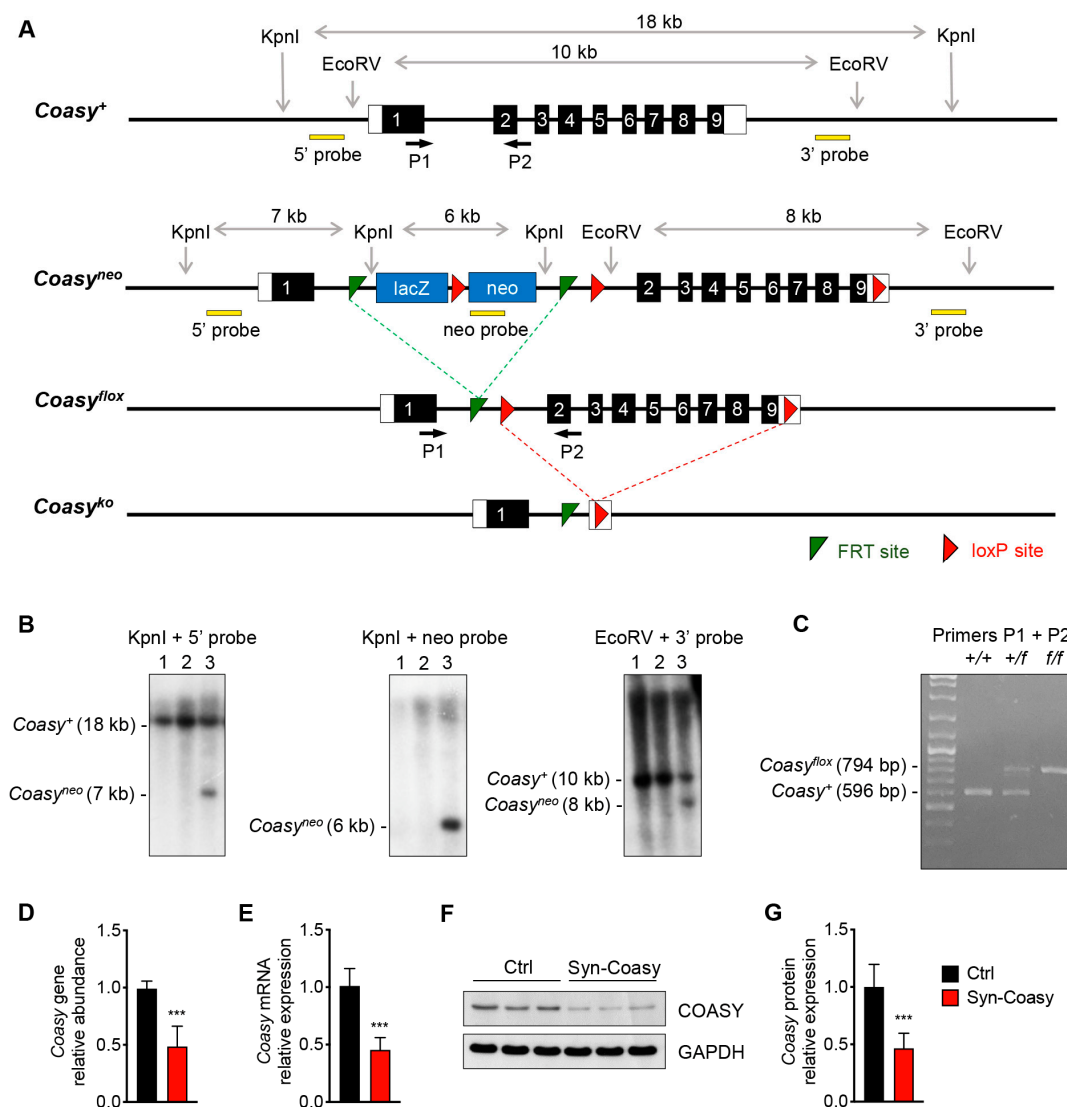 A
18 kb
KpnI
KpnI
10 kb
EcoRV
EcoRV
Coasy+
1 2 3 4 5 6 7 8 9
5' probe
P1
P2
3' probe
7 kb
6 kb
8 kb
KpnI
KpnI
KpnI
EcoRV
EcoRV
Coasyneo
1 lacZ neo 2 3 4 5 6 7 8 9
5' probe
neo probe
3' probe
Coasyflox
1 2 3 4 5 6 7 8 9
P1
P2
Coasyko
1
FRT site
loxP site
B
KpnI + 5' probe
1 2 3
Coasy+ (18 kb) -
Coasyneo (7 kb) -
KpnI + neo probe
1 2 3
Coasyneo (6 kb) -
EcoRV + 3' probe
1 2 3
Coasy+ (10 kb) -
Coasyneo (8 kb) -
C
Primers P1 + P2
+/+ +/f f/f
Coasyflox (794 bp) -
Coasy+ (596 bp) -
D
Coasy gene
relative abundance
1.5
1.0
0.5
0.0
***
E
Coasy mRNA
relative expression
1.5
1.0
0.5
0.0
***
F
Ctrl
Syn-Coasy
COASY
GAPDH
G
Coasy protein
relative expression
1.5
1.0
0.5
0.0
***
Ctrl
Syn-Coasy